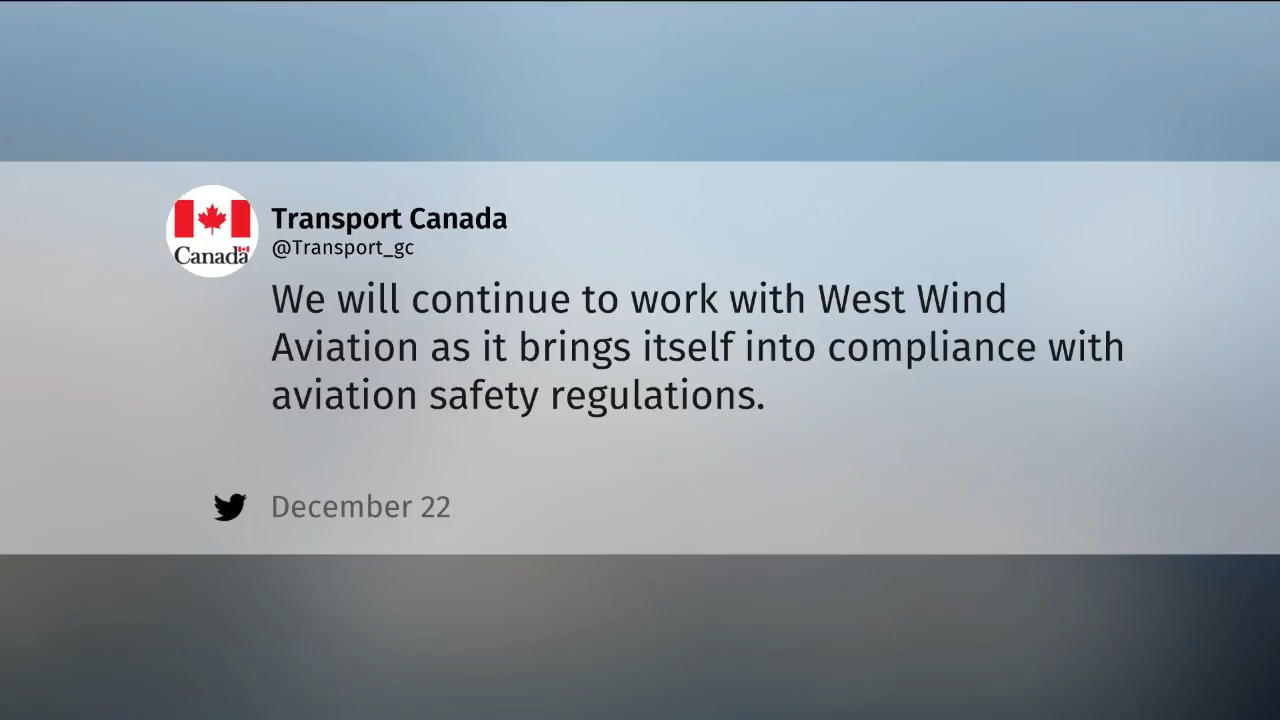 Canada
Transport Canada
@Transport_gc
We will continue to work with West Wind
Aviation as it brings itself into compliance with
aviation safety regulations.
December 22